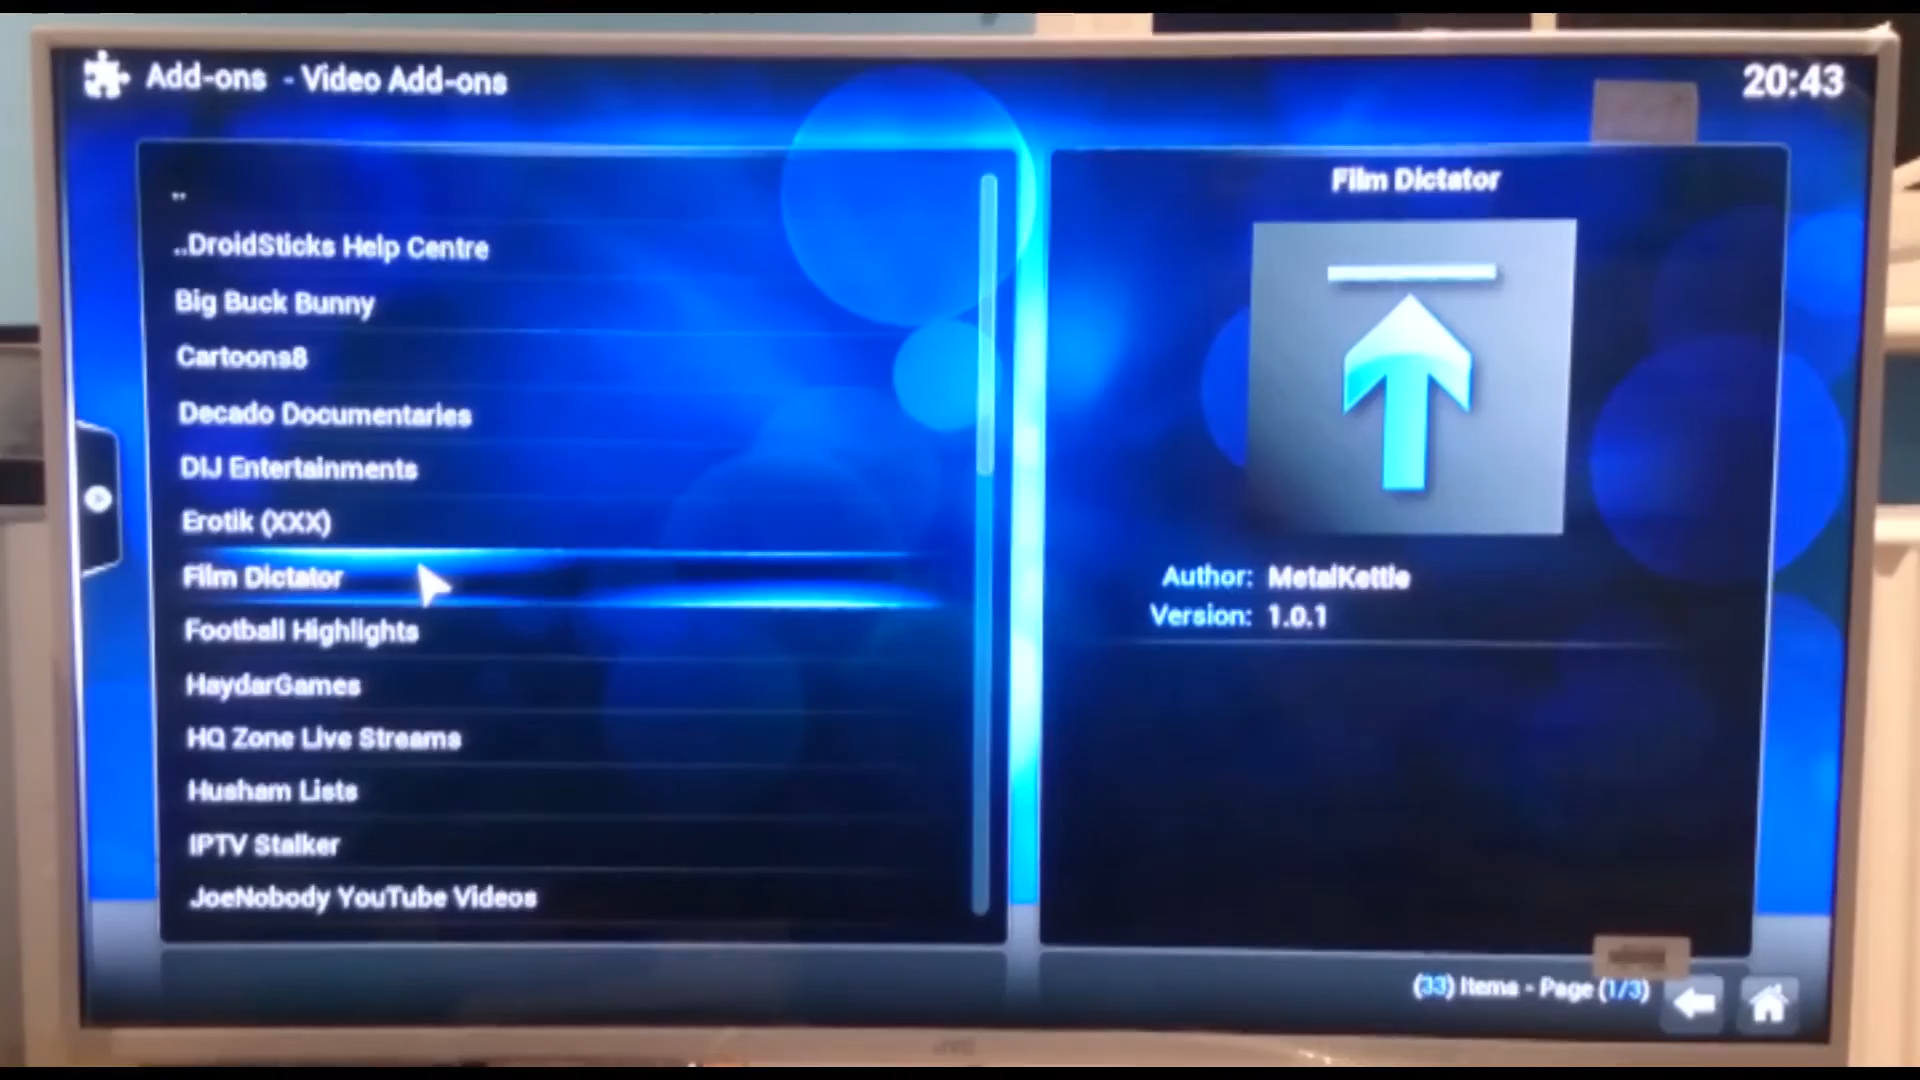 Add-ons - Video Add-ons
20:43
..
..DroidSticks Help Centre
Big Buck Bunny
Cartoons8
Decado Documentaries
DIJ Entertainments
Erotik (XXX)
Film Dictator
Football Highlights
HaydarGames
HQ Zone Live Streams
Husham Lists
IPTV Stalker
JoeNobody YouTube Videos
Film Dictator
Author: MetalKettle
Version: 1.0.1
(33) Items - Page (1/3)
JVC